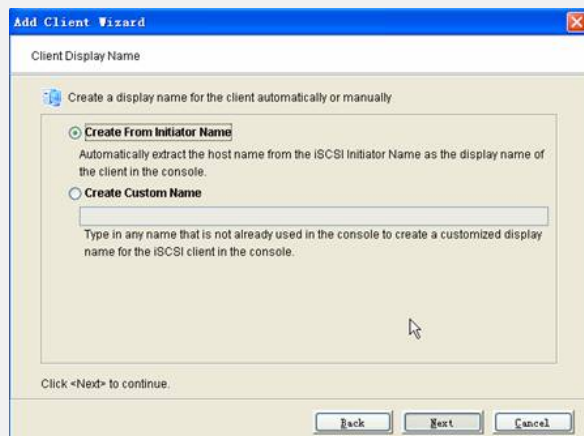 Add Client Wizard
Client Display Name
Create a display name for the client automatically or manually
Create From Initiator Name
Automatically extract the host name from the iSCSI Initiator Name as the display name of
the client in the console.
Create Custom Name
Type in any name that is not already used in the console to create a customized display
name for the iSCSI client in the console.
Click <Next> to continue.
Back Next Cancel